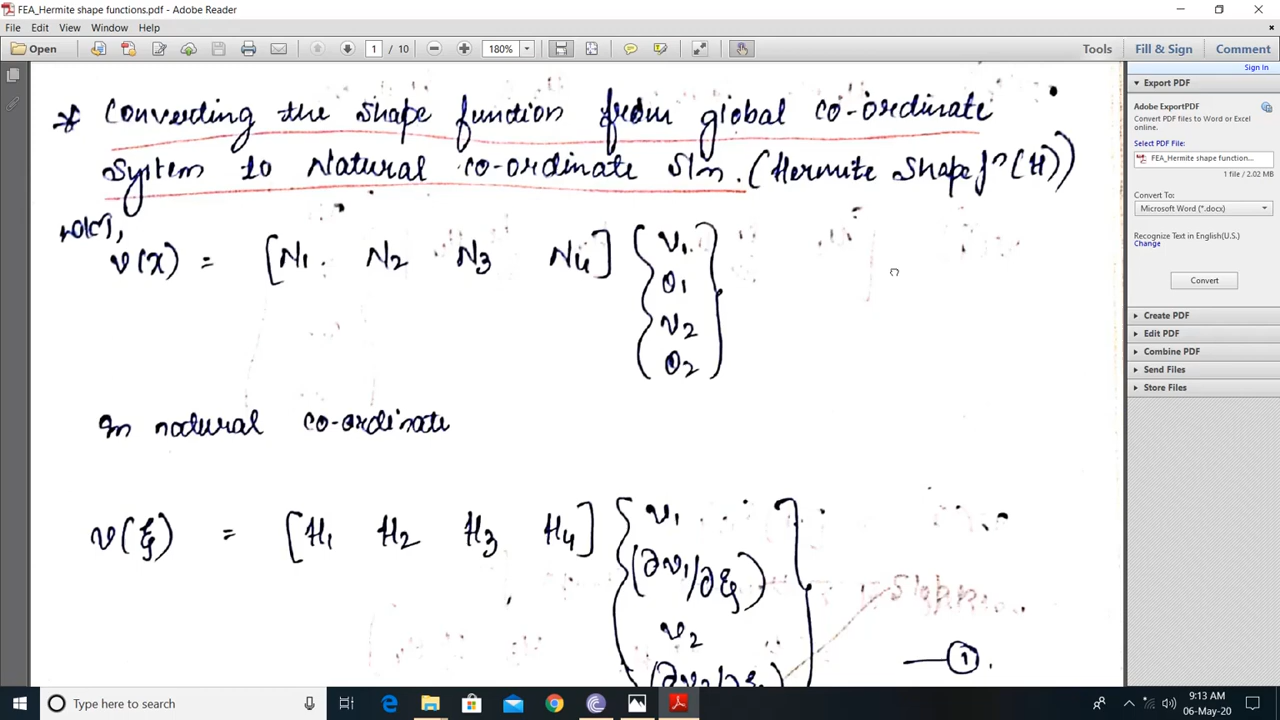 FEA_Hermite shape functions.pdf - Adobe Reader
File Edit View Window Help
Open 1 / 10 180% Tools Fill & Sign Comment
Sign In
* Converting the shape function from global co-ordinate
System to Natural co-ordinate S/m. (Hermite Shape fⁿ (H))
WKT,
v(x) = [N1 N2 N3 N4] { v1
θ1
v2
θ2 }
In natural co-ordinate
v(ξ) = [H1 H2 H3 H4] { v1
(∂v1/∂ξ)
v2
(∂v2/∂ξ) }
1
Export PDF
Adobe ExportPDF
Convert PDF files to Word or Excel
online.
Select PDF File:
FEA_Hermite shape function...
1 file / 2.02 MB
Convert To:
Microsoft Word (*.docx)
Recognize Text in English(U.S.)
Change
Convert
Create PDF
Edit PDF
Combine PDF
Send Files
Store Files
Type here to search
9:13 AM
06-May-20